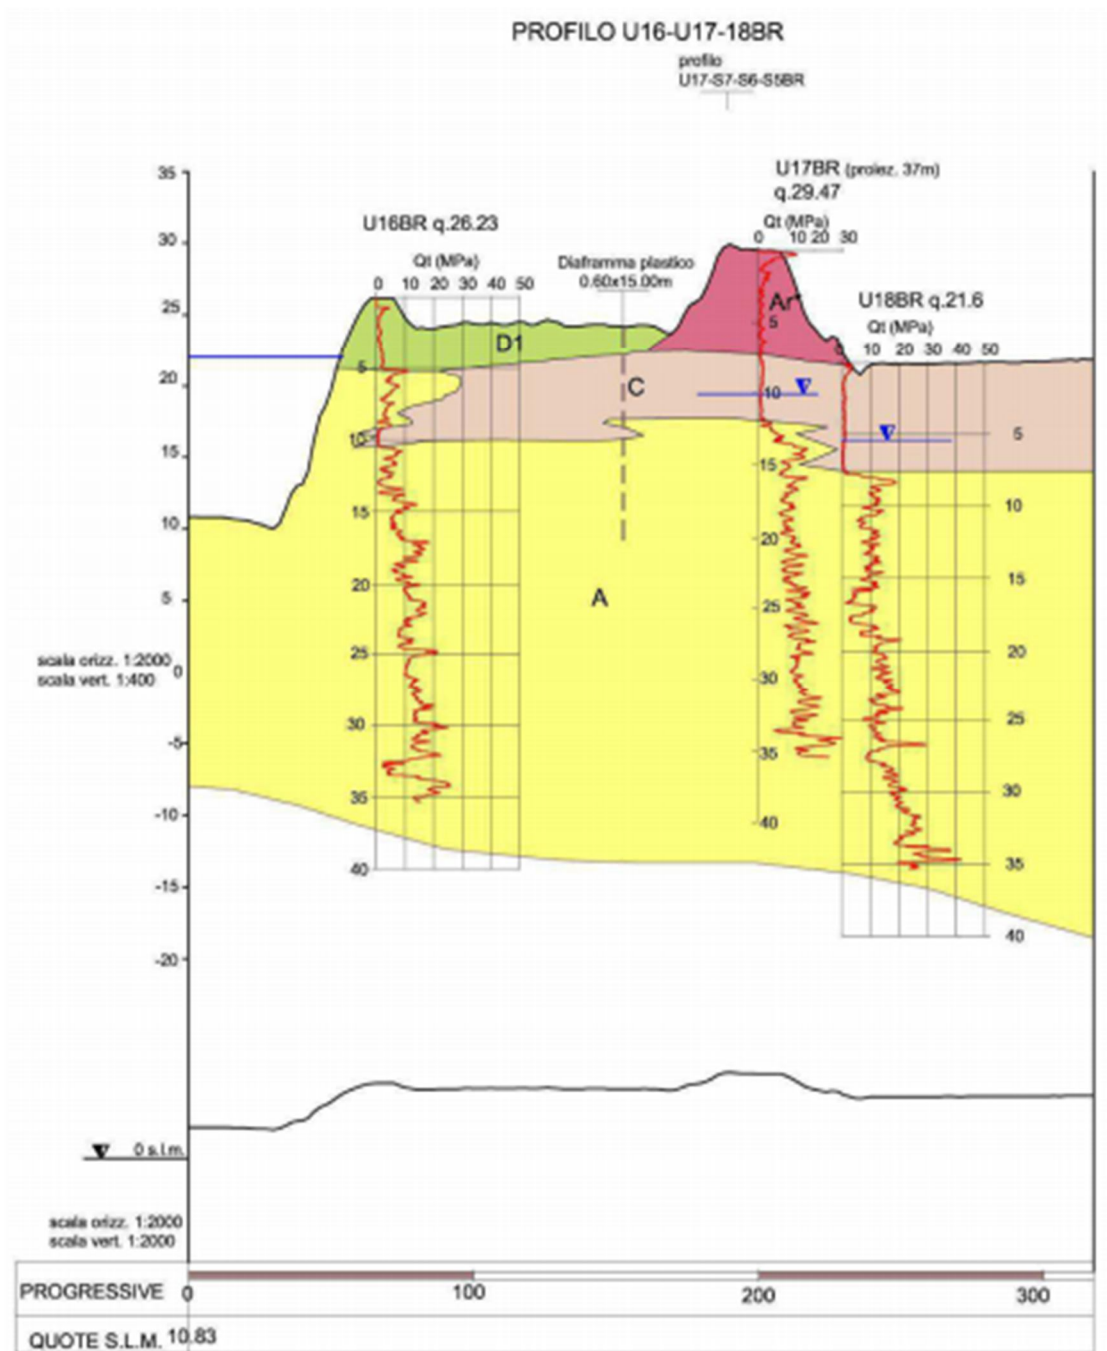 PROFILO U16-U17-18BR
profilo
U17-S7-S6-S5BR
U17BR (proiez. 37m)
q.29.47
Qt (MPa)
0 10 20 30
U16BR q.26.23
Qt (MPa)
0 10 20 30 40 50
Diaframma plastico
0.60x15.00m
U18BR q.21.6
Qt (MPa)
0 10 20 30 40 50
35
30
25
20
15
10
5
0
-5
-10
-15
-20
D1
C
Ar
A
5
10
15
20
25
30
35
40
5
10
15
20
25
30
35
40
5
10
15
20
25
30
35
40
scala orizz. 1:2000
scala vert. 1:400
0 s.l.m.
scala orizz. 1:2000
scala vert. 1:2000
PROGRESSIVE 0 100 200 300
QUOTE S.L.M. 10.83